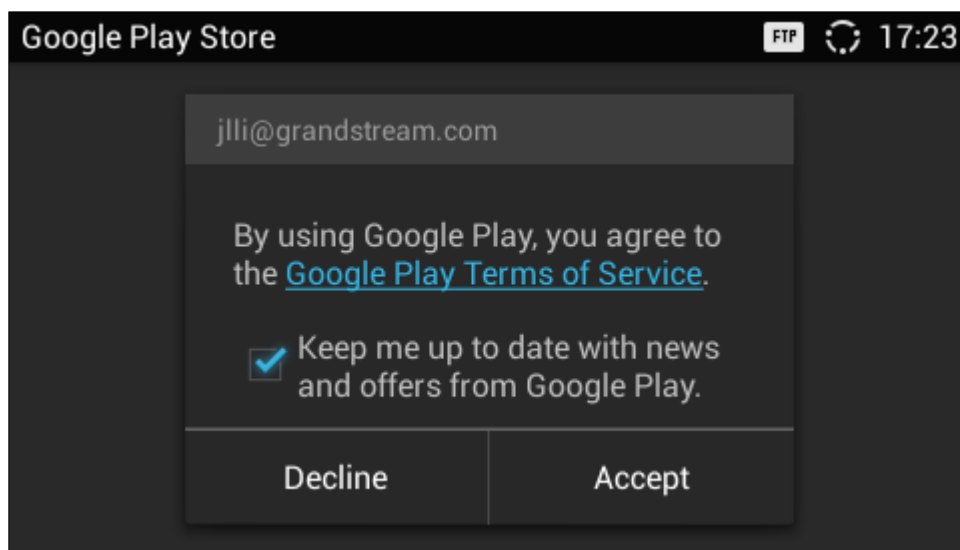 Google Play Store FTP 17:23
jlli@grandstream.com
By using Google Play, you agree to
the Google Play Terms of Service.
Keep me up to date with news
and offers from Google Play.
Decline Accept